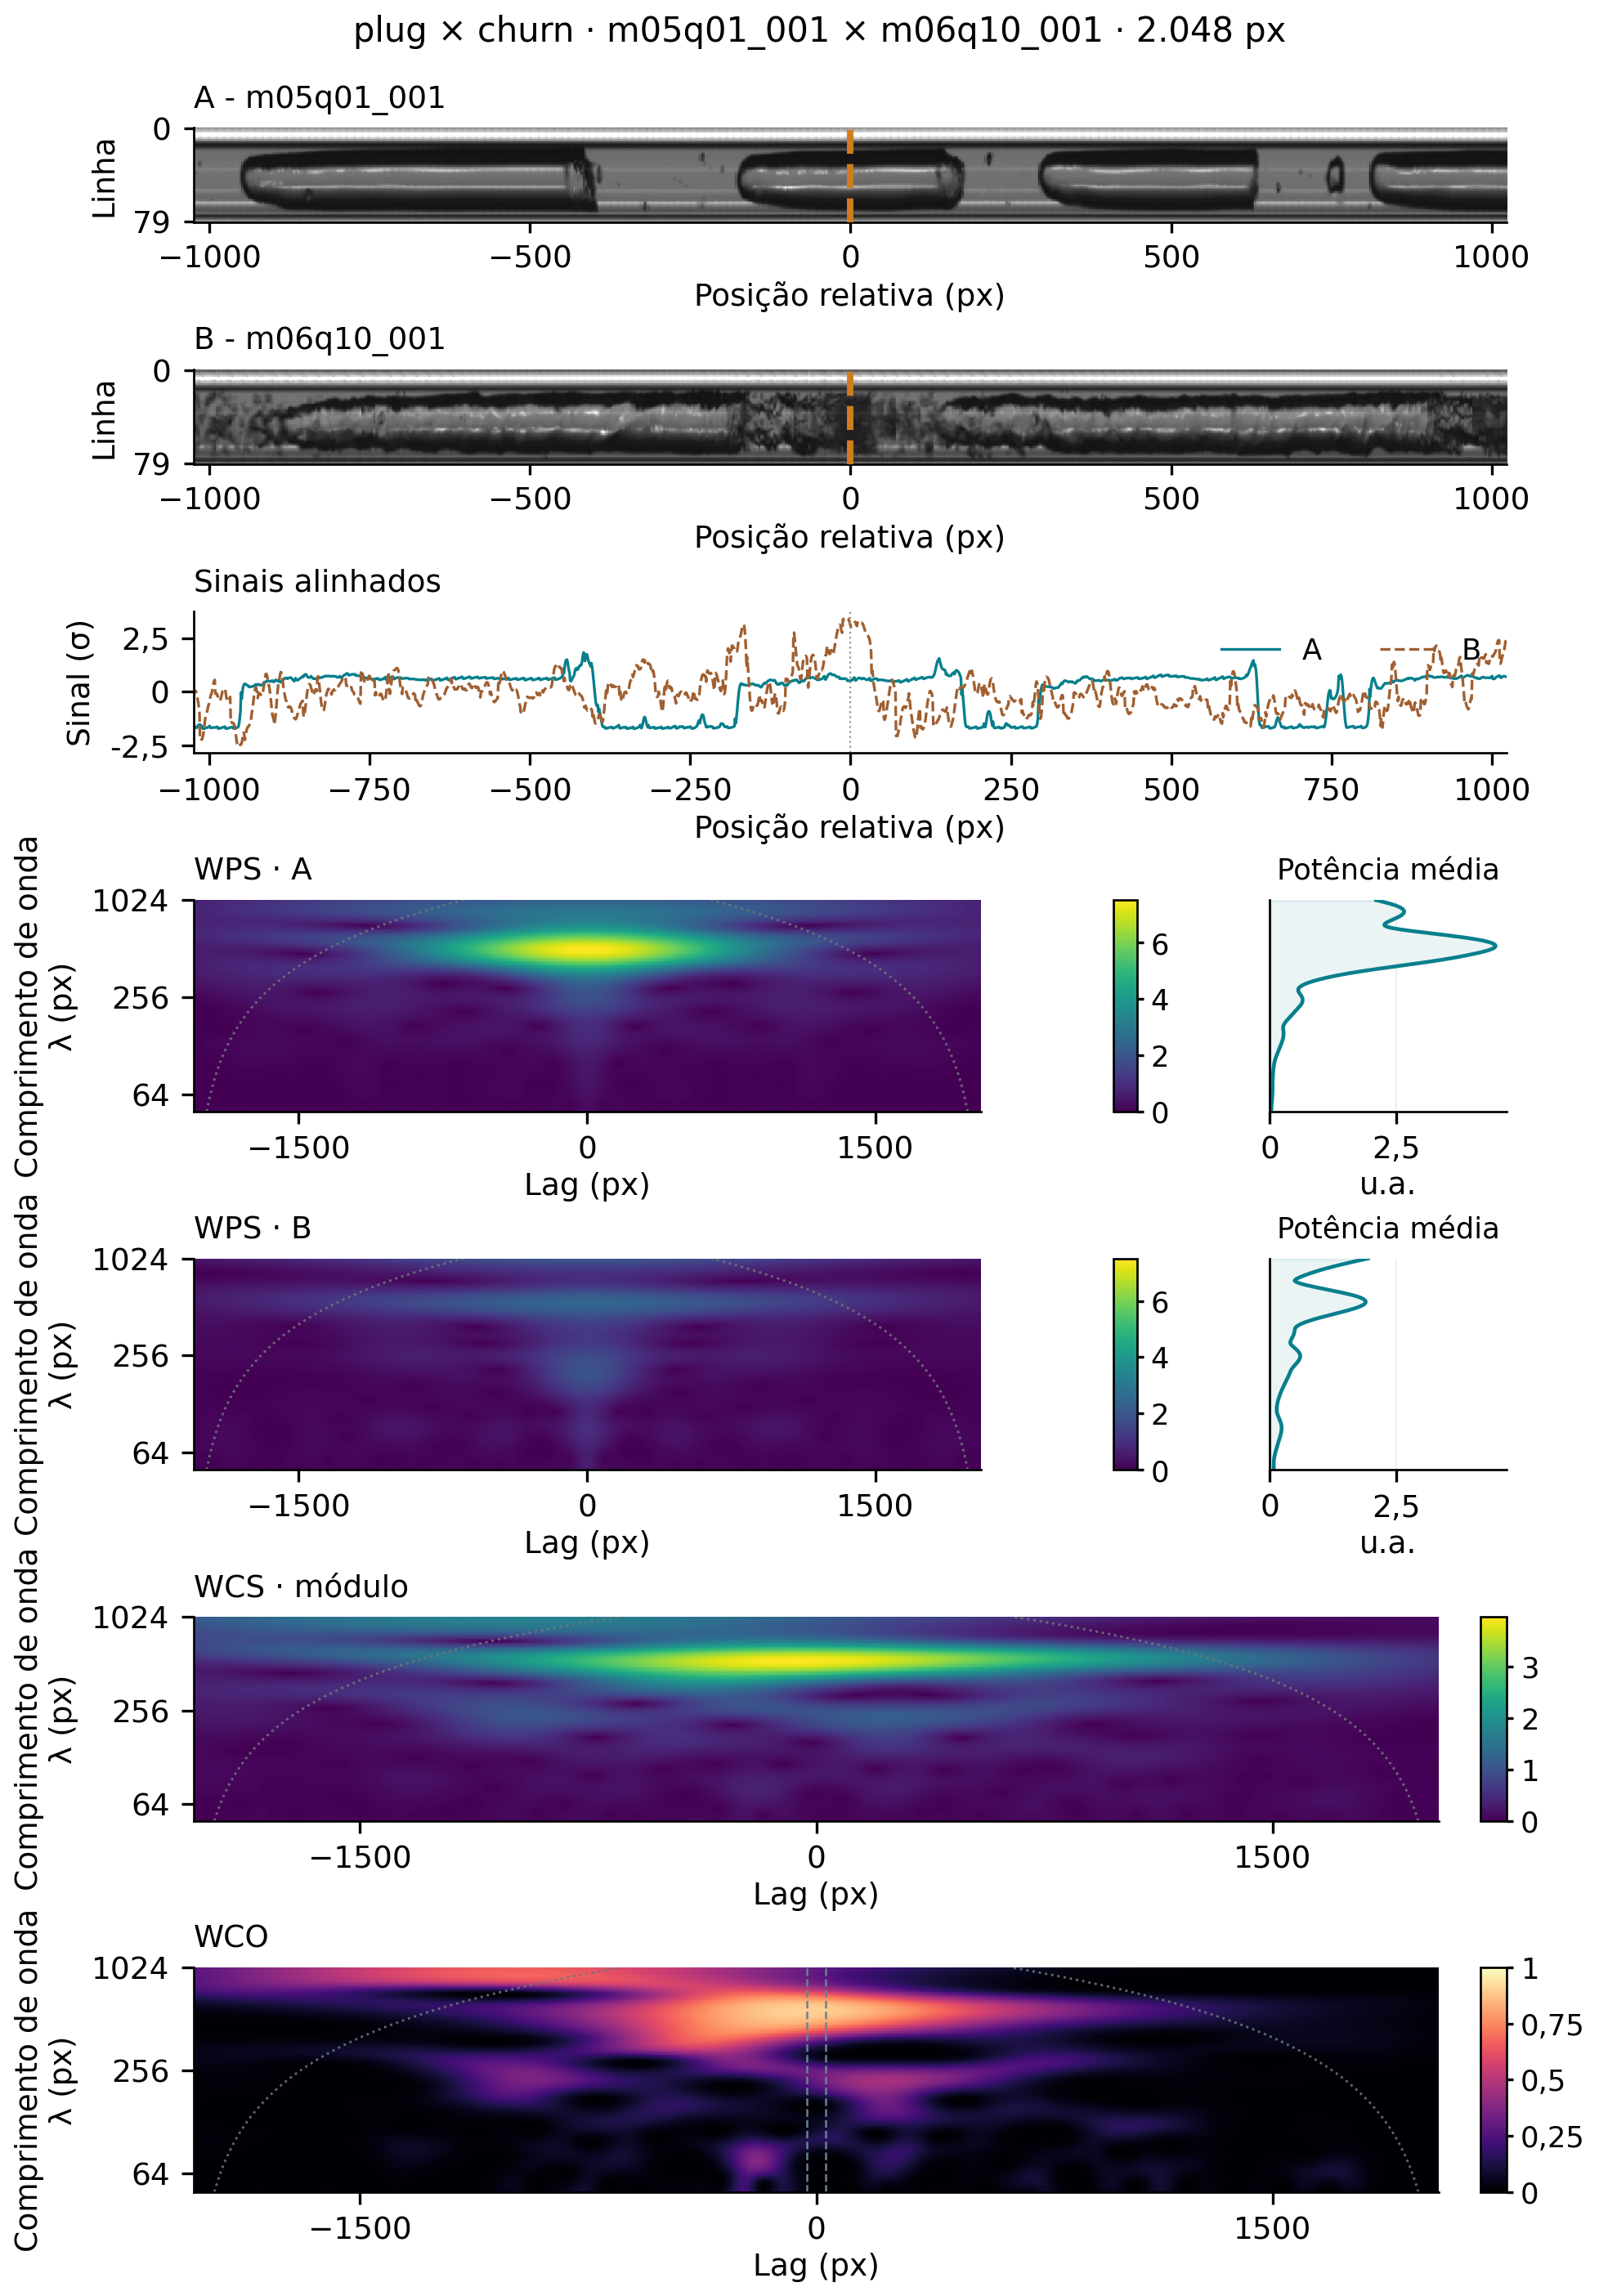 plug × churn · m05q01_001 × m06q10_001 · 2.048 px
A - m05q01_001
Linha
0
79
−1000 −500 0 500 1000
Posição relativa (px)
B - m06q10_001
Linha
0
79
−1000 −500 0 500 1000
Posição relativa (px)
Sinais alinhados
Sinal (σ)
2,5
0
-2,5
A B
−1000 −750 −500 −250 0 250 500 750 1000
Posição relativa (px)
WPS · A
Comprimento de onda
λ (px)
1024
256
64
−1500 0 1500
Lag (px)
6
4
2
0
Potência média
0 2,5
u.a.
WPS · B
Comprimento de onda
λ (px)
1024
256
64
−1500 0 1500
Lag (px)
6
4
2
0
Potência média
0 2,5
u.a.
WCS · módulo
Comprimento de onda
λ (px)
1024
256
64
−1500 0 1500
Lag (px)
3
2
1
0
WCO
Comprimento de onda
λ (px)
1024
256
64
−1500 0 1500
Lag (px)
1
0,75
0,5
0,25
0